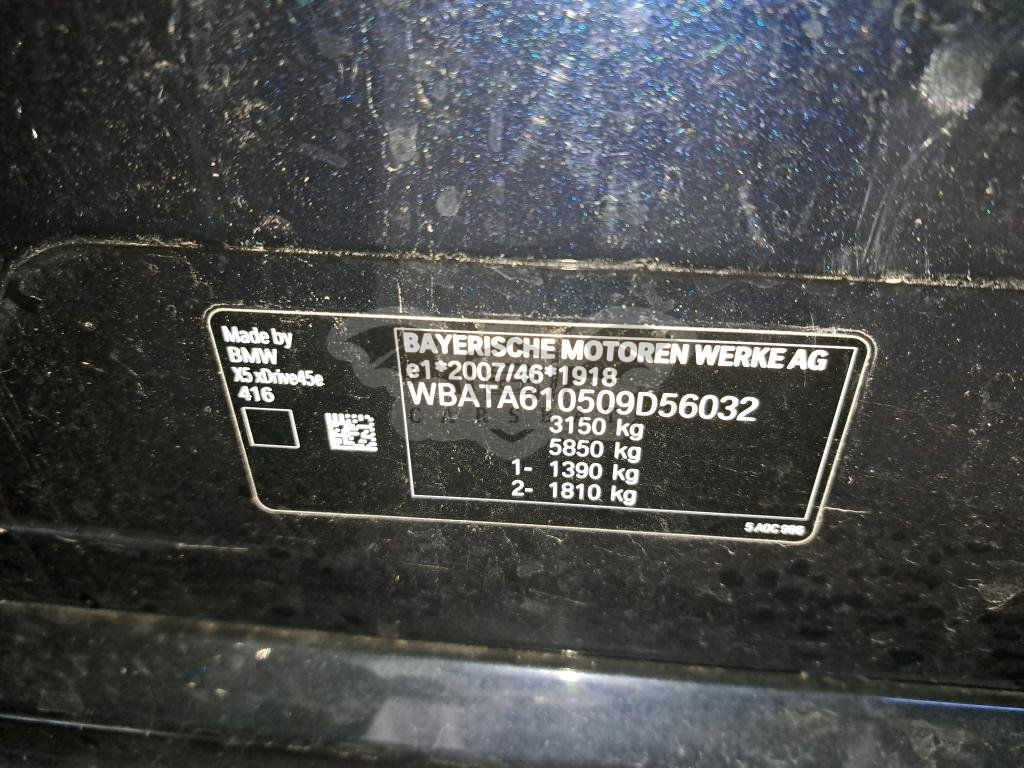 Made by
BMW
X5 xDrive45e
416
BAYERISCHE MOTOREN WERKE AG
e1*2007/46*1918
WBATA610509D56032
3150 kg
5850 kg
1- 1390 kg
2- 1810 kg